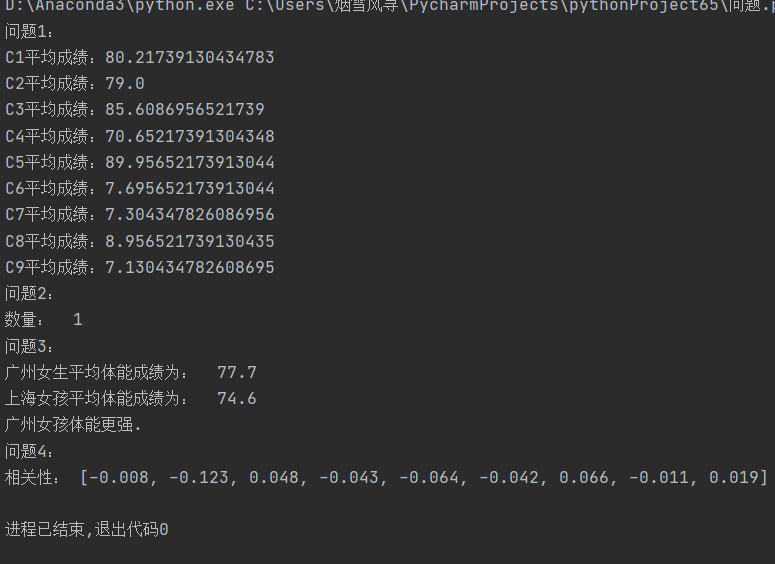 D:\Anaconda3\python.exe C:\Users\烟雪风寻\PycharmProjects\pythonProject65\问题.p
问题1：
C1平均成绩：80.21739130434783
C2平均成绩：79.0
C3平均成绩：85.6086956521739
C4平均成绩：70.65217391304348
C5平均成绩：89.95652173913044
C6平均成绩：7.695652173913044
C7平均成绩：7.304347826086956
C8平均成绩：8.956521739130435
C9平均成绩：7.130434782608695
问题2：
数量：  1
问题3：
广州女生平均体能成绩为：  77.7
上海女孩平均体能成绩为：  74.6
广州女孩体能更强.
问题4：
相关性： [-0.008, -0.123, 0.048, -0.043, -0.064, -0.042, 0.066, -0.011, 0.019]
进程已结束,退出代码0